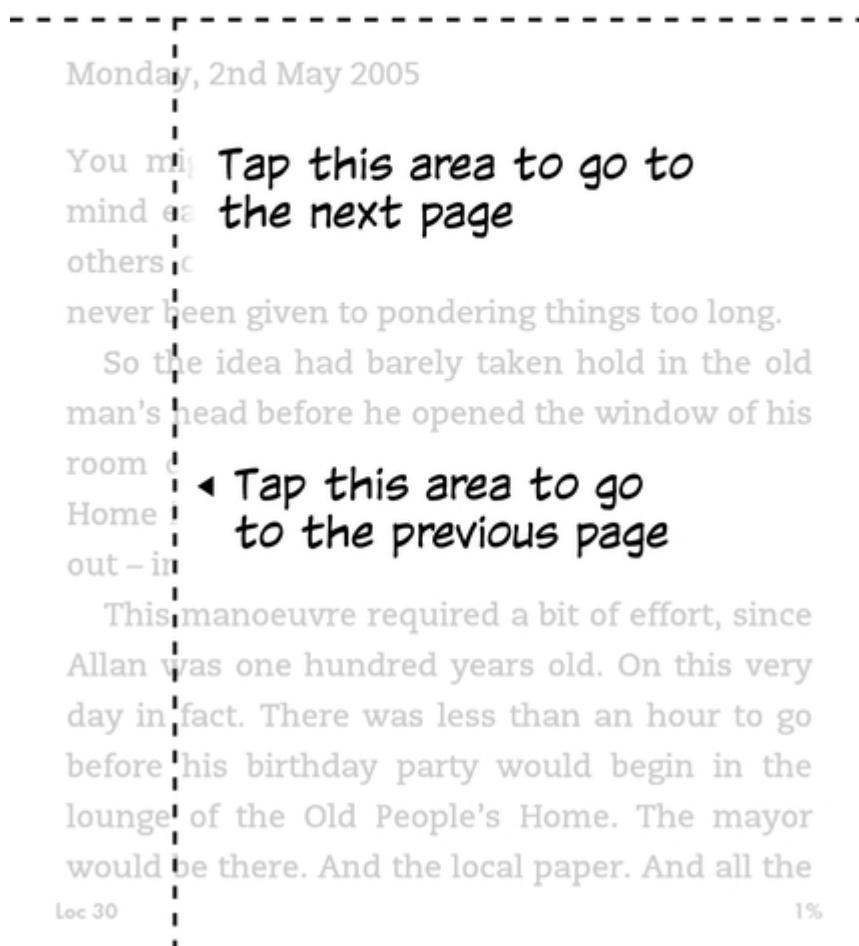 Monday, 2nd May 2005
You
Tap this area to go to
mind
the next page
others
never been given to pondering things too long.
So the idea had barely taken hold in the old
man's head before he opened the window of his
room
Tap this area to go
Home
to the previous page
out – in
This manoeuvre required a bit of effort, since
Allan was one hundred years old. On this very
day in fact. There was less than an hour to go
before his birthday party would begin in the
lounge of the Old People's Home. The mayor
would be there. And the local paper. And all the
Loc 30 1%